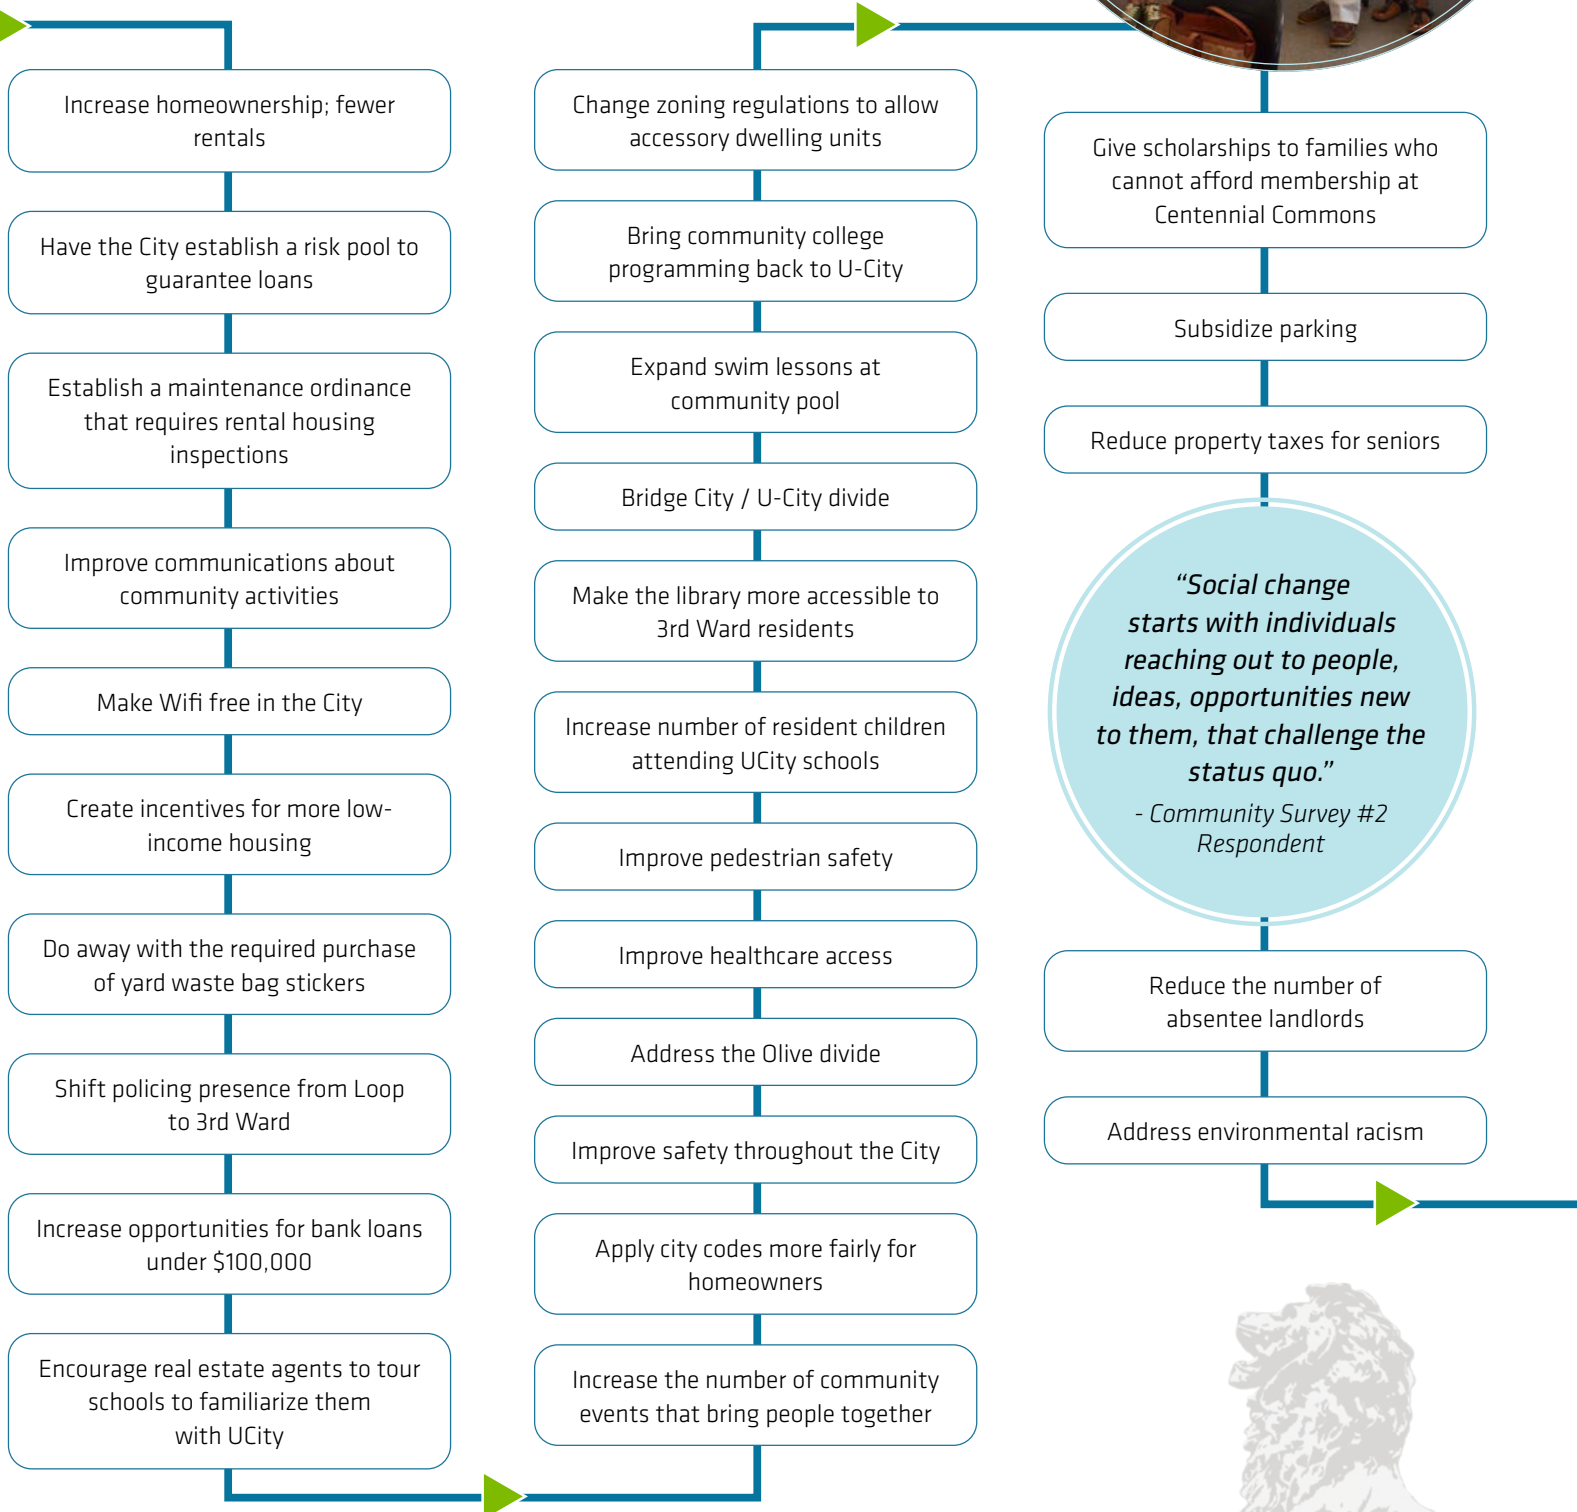 Increase homeownership; fewer
rentals
Have the City establish a risk pool to
guarantee loans
Establish a maintenance ordinance
that requires rental housing
inspections
Improve communications about
community activities
Make Wifi free in the City
Create incentives for more low-
income housing
Do away with the required purchase
of yard waste bag stickers
Shift policing presence from Loop
to 3rd Ward
Increase opportunities for bank loans
under $100,000
Encourage real estate agents to tour
schools to familiarize them
with UCity
Change zoning regulations to allow
accessory dwelling units
Bring community college
programming back to U-City
Expand swim lessons at
community pool
Bridge City / U-City divide
Make the library more accessible to
3rd Ward residents
Increase number of resident children
attending UCity schools
Improve pedestrian safety
Improve healthcare access
Address the Olive divide
Improve safety throughout the City
Apply city codes more fairly for
homeowners
Increase the number of community
events that bring people together
Give scholarships to families who
cannot afford membership at
Centennial Commons
Subsidize parking
Reduce property taxes for seniors
“Social change
starts with individuals
reaching out to people,
ideas, opportunities new
to them, that challenge the
status quo.”
- Community Survey #2
Respondent
Reduce the number of
absentee landlords
Address environmental racism